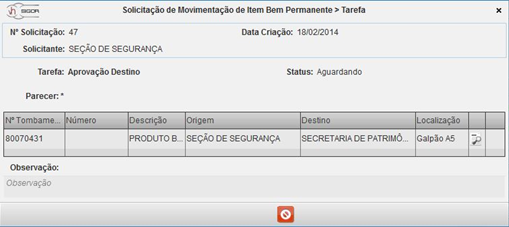 SIGDR
Solicitação de Movimentação de Item Bem Permanente > Tarefa
Nº Solicitação: 47 Data Criação: 18/02/2014
Solicitante: SEÇÃO DE SEGURANÇA
Tarefa: Aprovação Destino Status: Aguardando
Parecer: *
Nº Tombame... Número Descrição Origem Destino Localização
80070431 PRODUTO B... SEÇÃO DE SEGURANÇA SECRETARIA DE PATRIMÔ... Galpão A5
Observação:
Observação